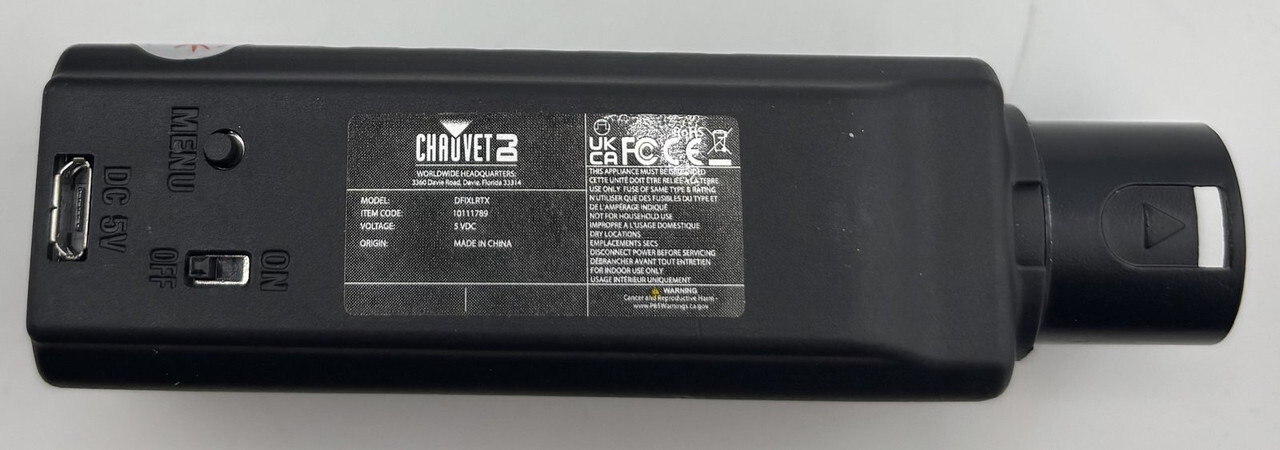 MENU
DC 5V
ON
OFF
CHAUVET DJ
WORLDWIDE HEADQUARTERS:
3360 Davie Road, Davie, Florida 33314
MODEL: DFIXLRTX
ITEM CODE: 10111789
VOLTAGE: 5 VDC
ORIGIN: MADE IN CHINA
RoHS
UK CA FC CE
THIS APPLIANCE MUST BE GROUNDED
CETTE UNITÉ DOIT ÊTRE RELIÉE À LA TERRE
USE ONLY FUSE OF SAME TYPE & RATING
N UTILISER QUE DES FUSIBLES DU TYPE ET
DE L'AMPÉRAGE INDIQUÉ
NOT FOR HOUSEHOLD USE
IMPROPRE A L'USAGE DOMESTIQUE
DRY LOCATIONS
EMPLACEMENTS SECS
DISCONNECT POWER BEFORE SERVICING
DÉBRANCHER AVANT TOUT ENTRETIEN
FOR INDOOR USE ONLY
USAGE INTÉRIEUR UNIQUEMENT
WARNING
Cancer and Reproductive Harm -
www.P65Warnings.ca.gov